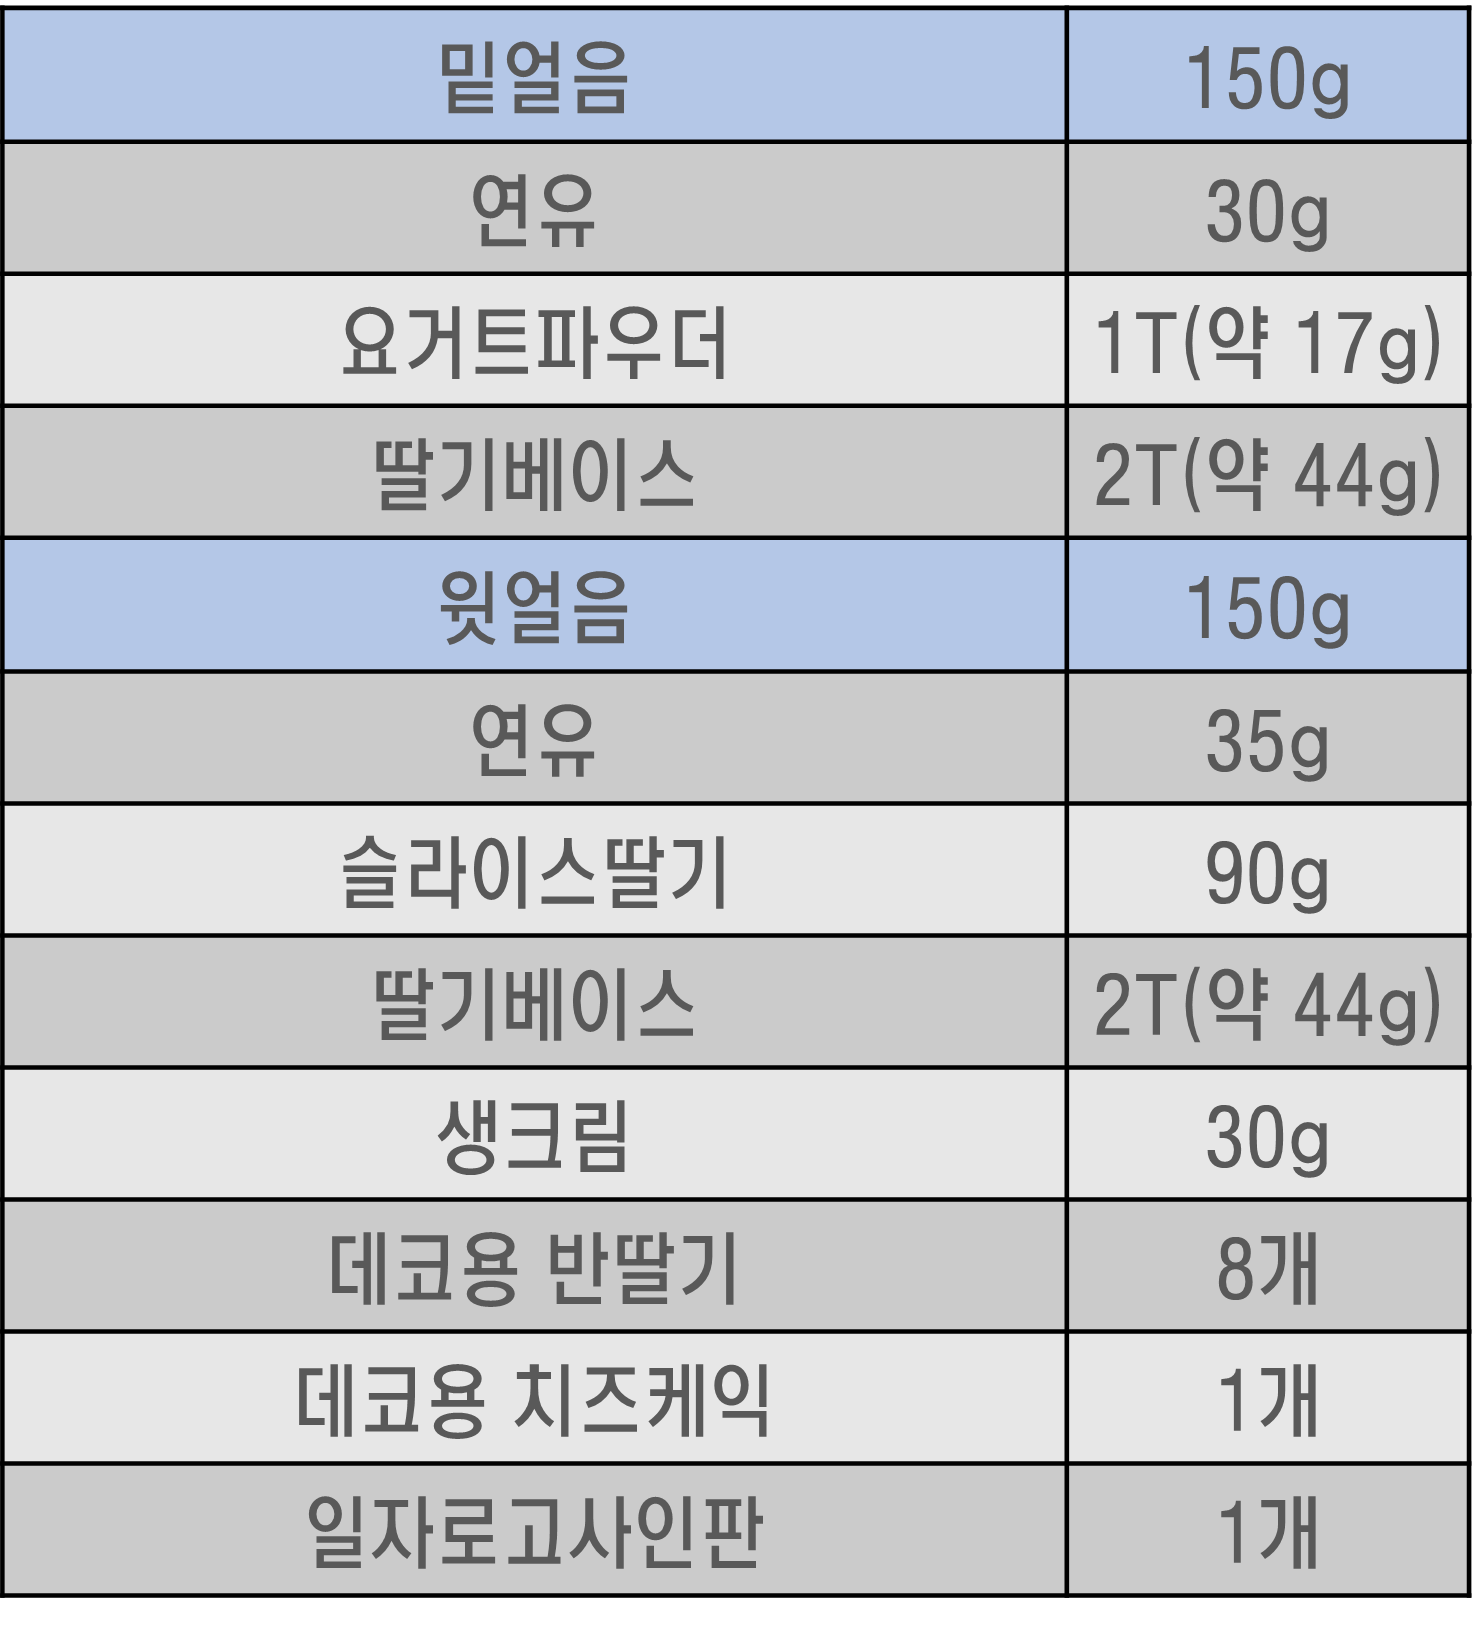 밑얼음 150g
연유 30g
요거트파우더 1T(약 17g)
딸기베이스 2T(약 44g)
윗얼음 150g
연유 35g
슬라이스딸기 90g
딸기베이스 2T(약 44g)
생크림 30g
데코용 반딸기 8개
데코용 치즈케익 1개
일자로고사인판 1개